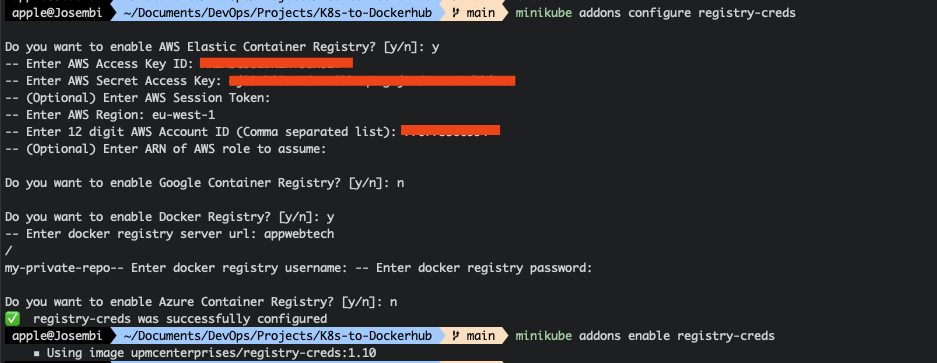 apple@Josembi ~/Documents/DevOps/Projects/K8s-to-Dockerhub main minikube addons configure registry-creds
Do you want to enable AWS Elastic Container Registry? [y/n]: y
-- Enter AWS Access Key ID:
-- Enter AWS Secret Access Key:
-- (Optional) Enter AWS Session Token:
-- Enter AWS Region: eu-west-1
-- Enter 12 digit AWS Account ID (Comma separated list):
-- (Optional) Enter ARN of AWS role to assume:
Do you want to enable Google Container Registry? [y/n]: n
Do you want to enable Docker Registry? [y/n]: y
-- Enter docker registry server url: appwebtech
/
my-private-repo-- Enter docker registry username: -- Enter docker registry password:
Do you want to enable Azure Container Registry? [y/n]: n
✅ registry-creds was successfully configured
apple@Josembi ~/Documents/DevOps/Projects/K8s-to-Dockerhub main minikube addons enable registry-creds
▪ Using image upmcenterprises/registry-creds:1.10